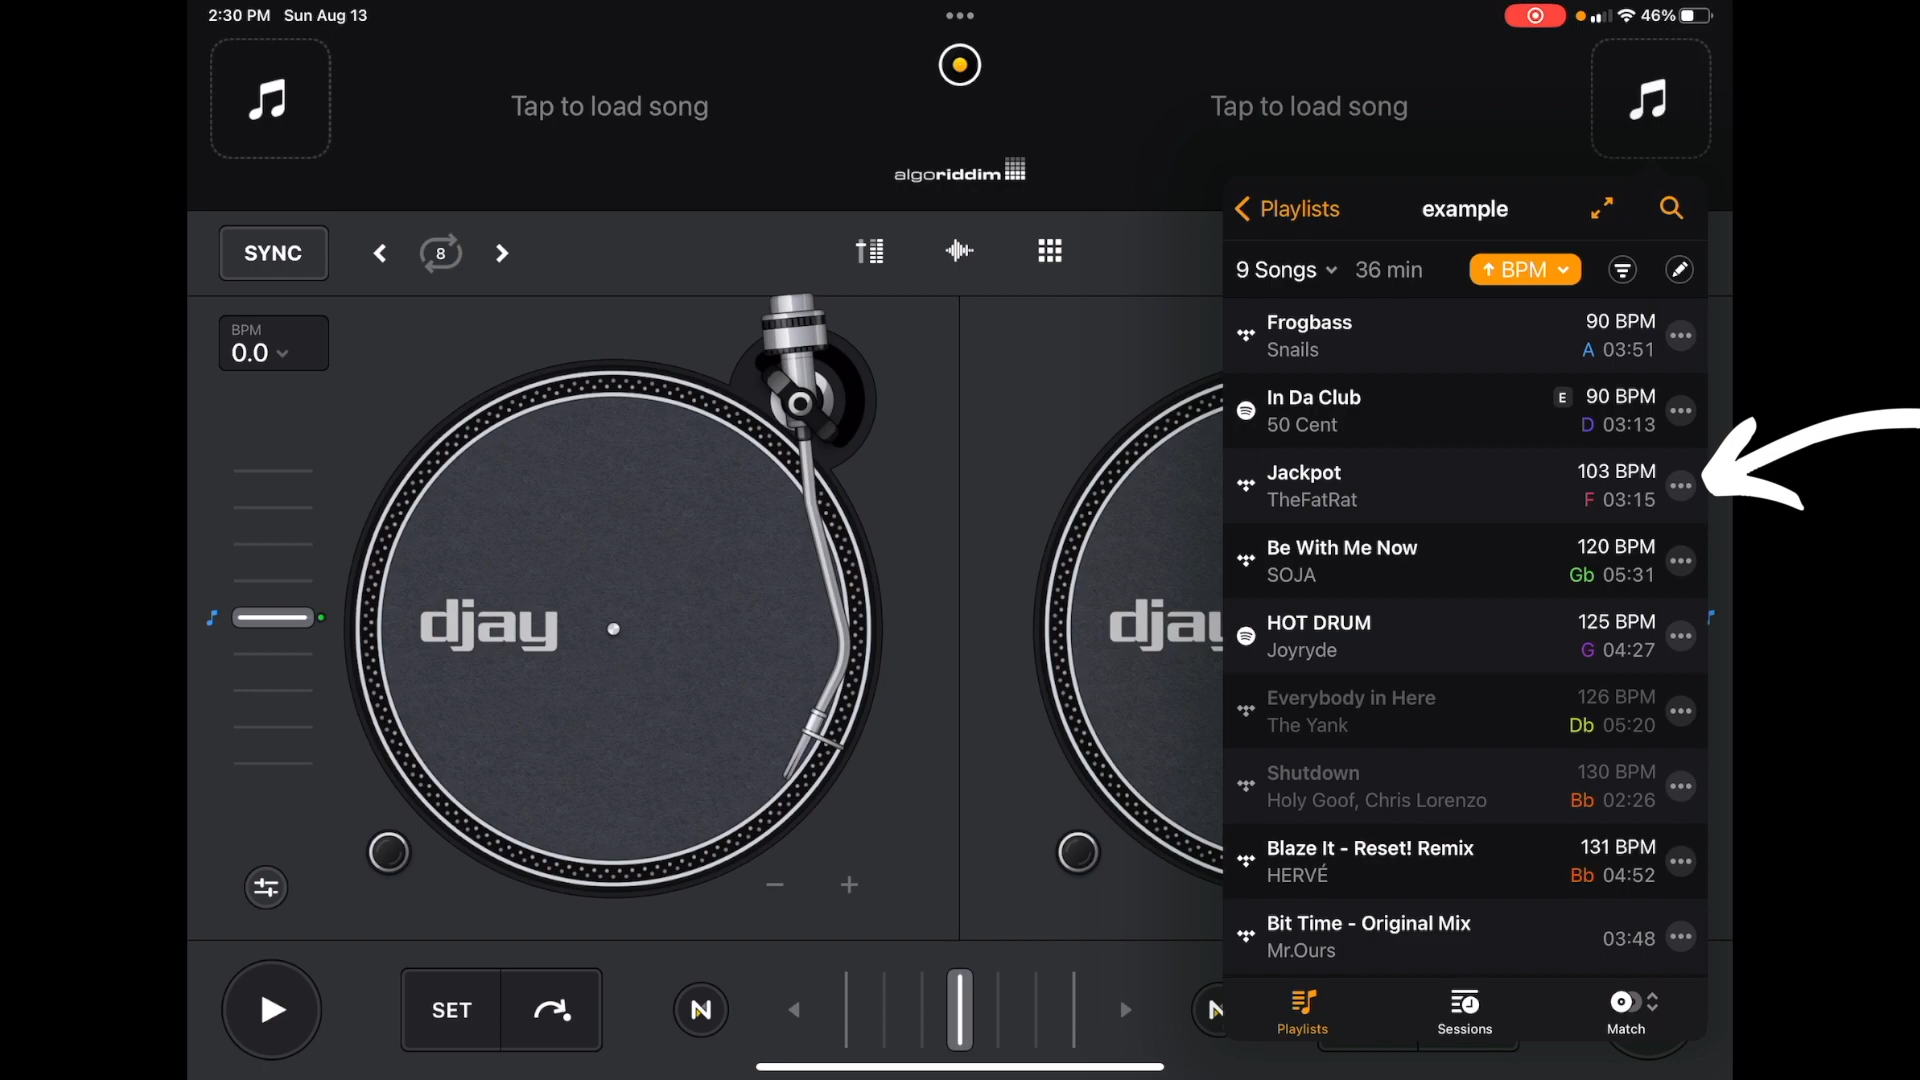 2:30 PM Sun Aug 13
46%
Tap to load song
Tap to load song
algoriddim
Playlists
example
9 Songs
36 min
BPM
SYNC
8
BPM
0.0
Frogbass
90 BPM
Snails
A 03:51
In Da Club
E 90 BPM
50 Cent
D 03:13
Jackpot
103 BPM
TheFatRat
F 03:15
Be With Me Now
120 BPM
SOJA
Gb 05:31
HOT DRUM
125 BPM
Joyryde
G 04:27
Everybody in Here
126 BPM
The Yank
Db 05:20
Shutdown
130 BPM
Holy Goof, Chris Lorenzo
Bb 02:26
Blaze It - Reset! Remix
131 BPM
HERVÉ
Bb 04:52
Bit Time - Original Mix
03:48
Mr.Ours
djay
djay
SET
N
N
Playlists
Sessions
Match